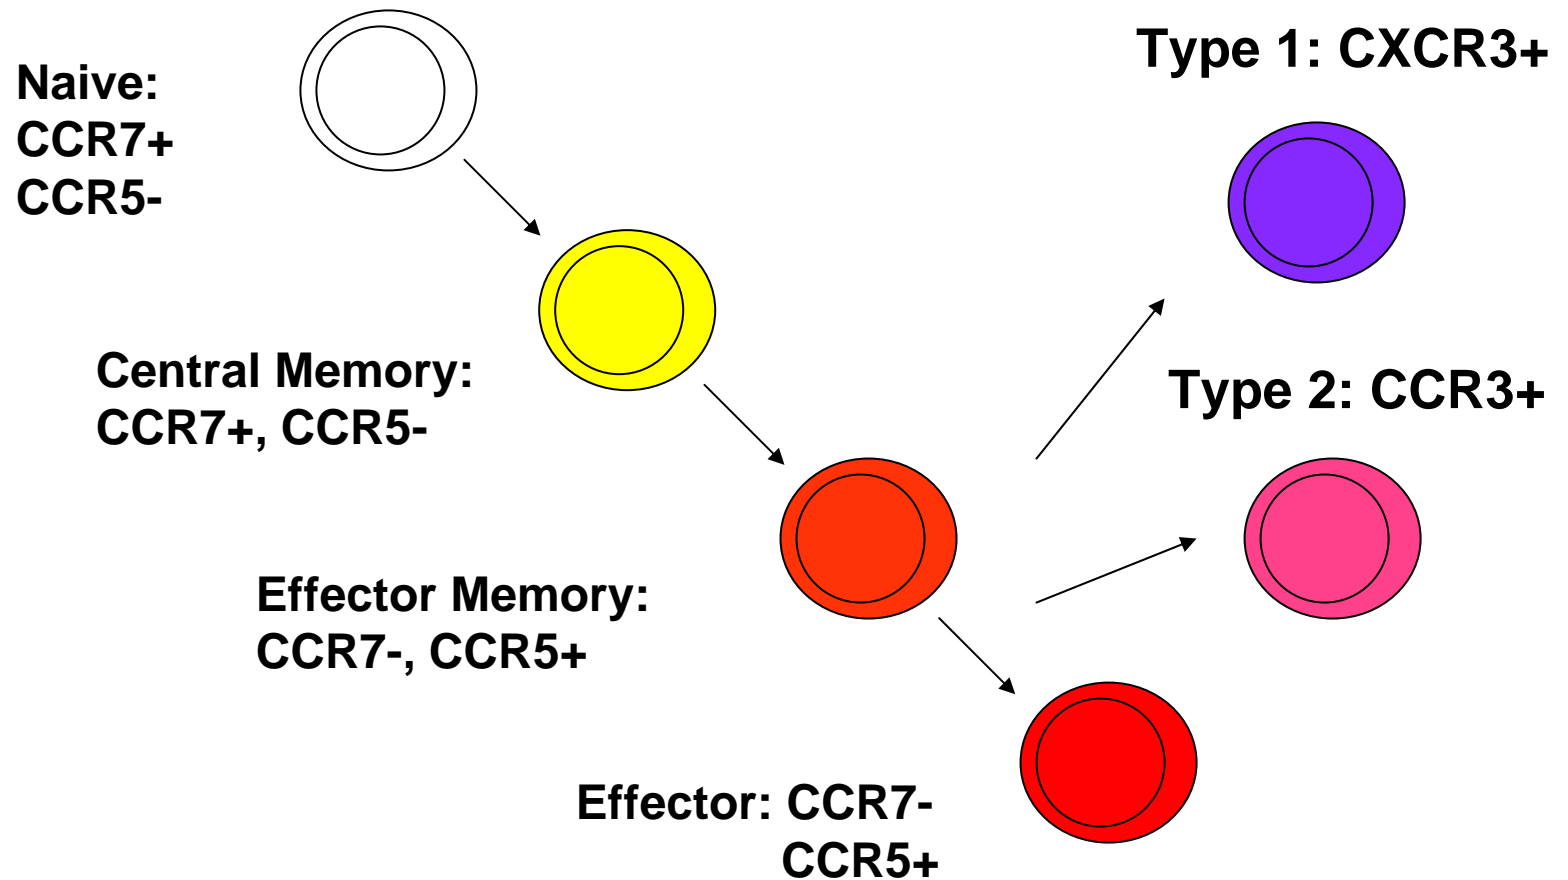 Naive:
CCR7+
CCR5-
Type 1: CXCR3+
Central Memory:
CCR7+, CCR5-
Type 2: CCR3+
Effector Memory:
CCR7-, CCR5+
Effector: CCR7-
CCR5+